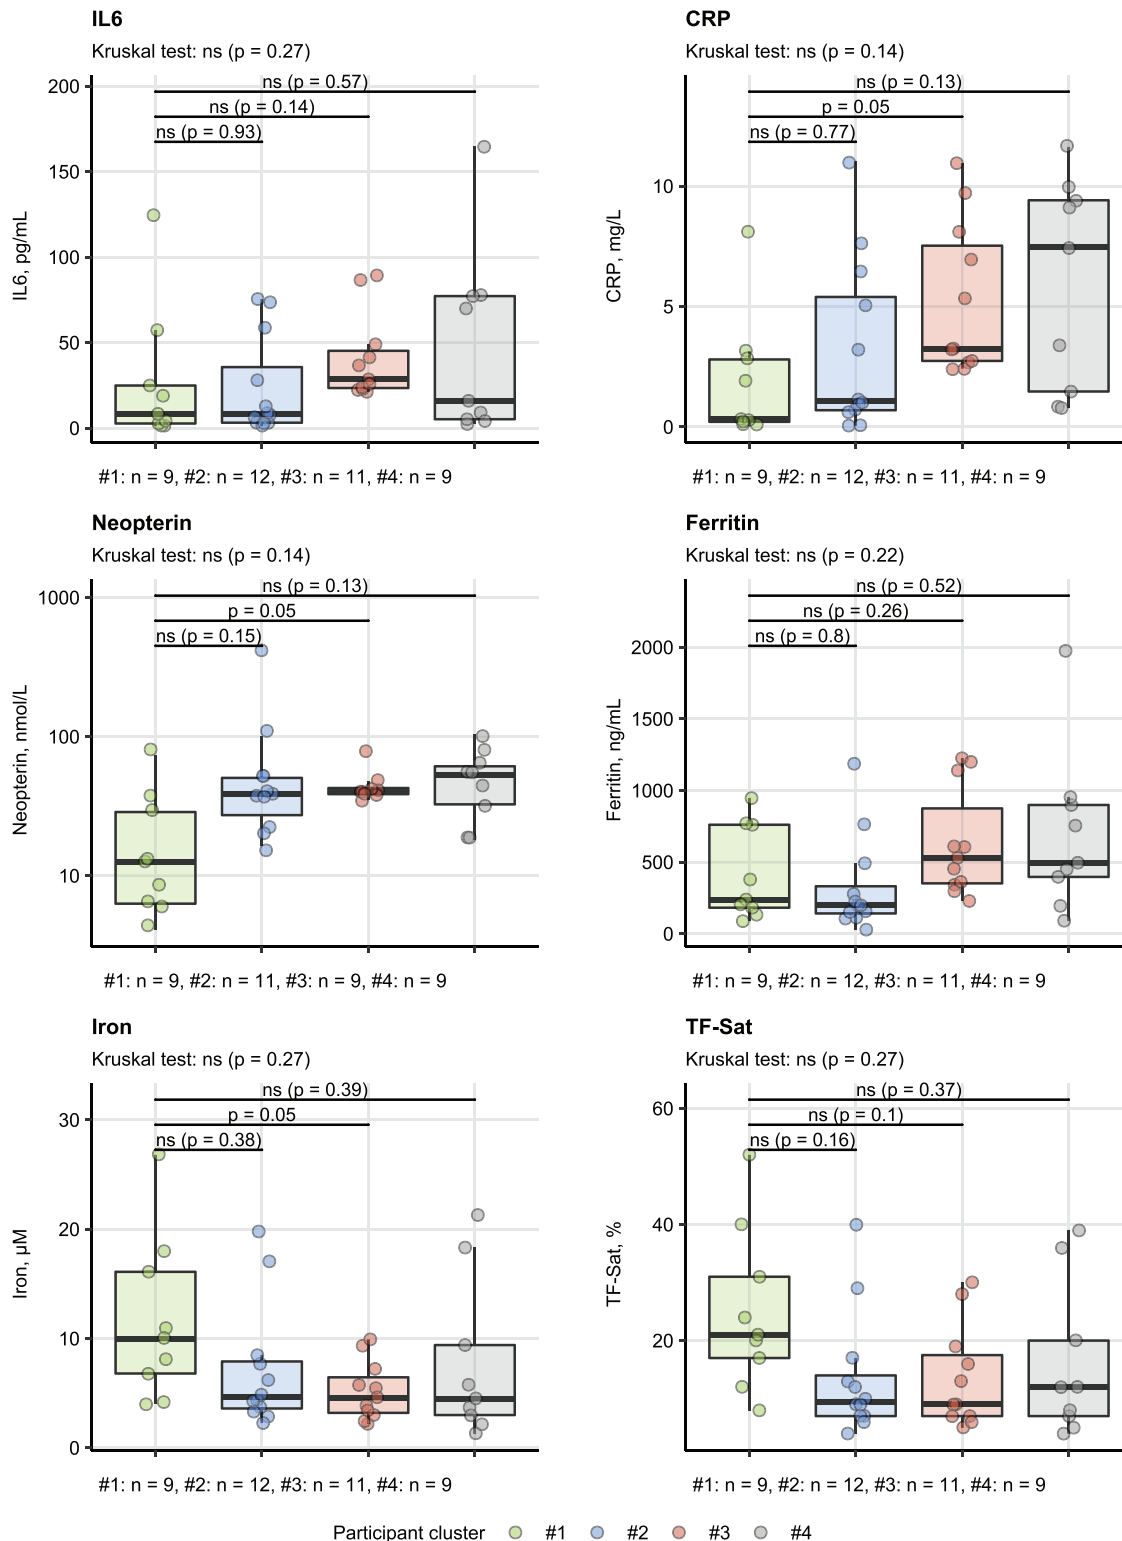 IL6
Kruskal test: ns (p = 0.27)
ns (p = 0.57)
ns (p = 0.14)
ns (p = 0.93)
200
150
100
50
0
IL6, pg/mL
#1: n = 9, #2: n = 12, #3: n = 11, #4: n = 9
CRP
Kruskal test: ns (p = 0.14)
ns (p = 0.13)
p = 0.05
ns (p = 0.77)
10
5
0
CRP, mg/L
#1: n = 9, #2: n = 12, #3: n = 11, #4: n = 9
Neopterin
Kruskal test: ns (p = 0.14)
ns (p = 0.13)
p = 0.05
ns (p = 0.15)
1000
100
10
Neopterin, nmol/L
#1: n = 9, #2: n = 11, #3: n = 9, #4: n = 9
Ferritin
Kruskal test: ns (p = 0.22)
ns (p = 0.52)
ns (p = 0.26)
ns (p = 0.8)
2000
1500
1000
500
0
Ferritin, ng/mL
#1: n = 9, #2: n = 12, #3: n = 11, #4: n = 9
Iron
Kruskal test: ns (p = 0.27)
ns (p = 0.39)
p = 0.05
ns (p = 0.38)
30
20
10
0
Iron, µM
#1: n = 9, #2: n = 12, #3: n = 11, #4: n = 9
TF-Sat
Kruskal test: ns (p = 0.27)
ns (p = 0.37)
ns (p = 0.1)
ns (p = 0.16)
60
40
20
TF-Sat, %
#1: n = 9, #2: n = 12, #3: n = 11, #4: n = 9
Participant cluster #1 #2 #3 #4